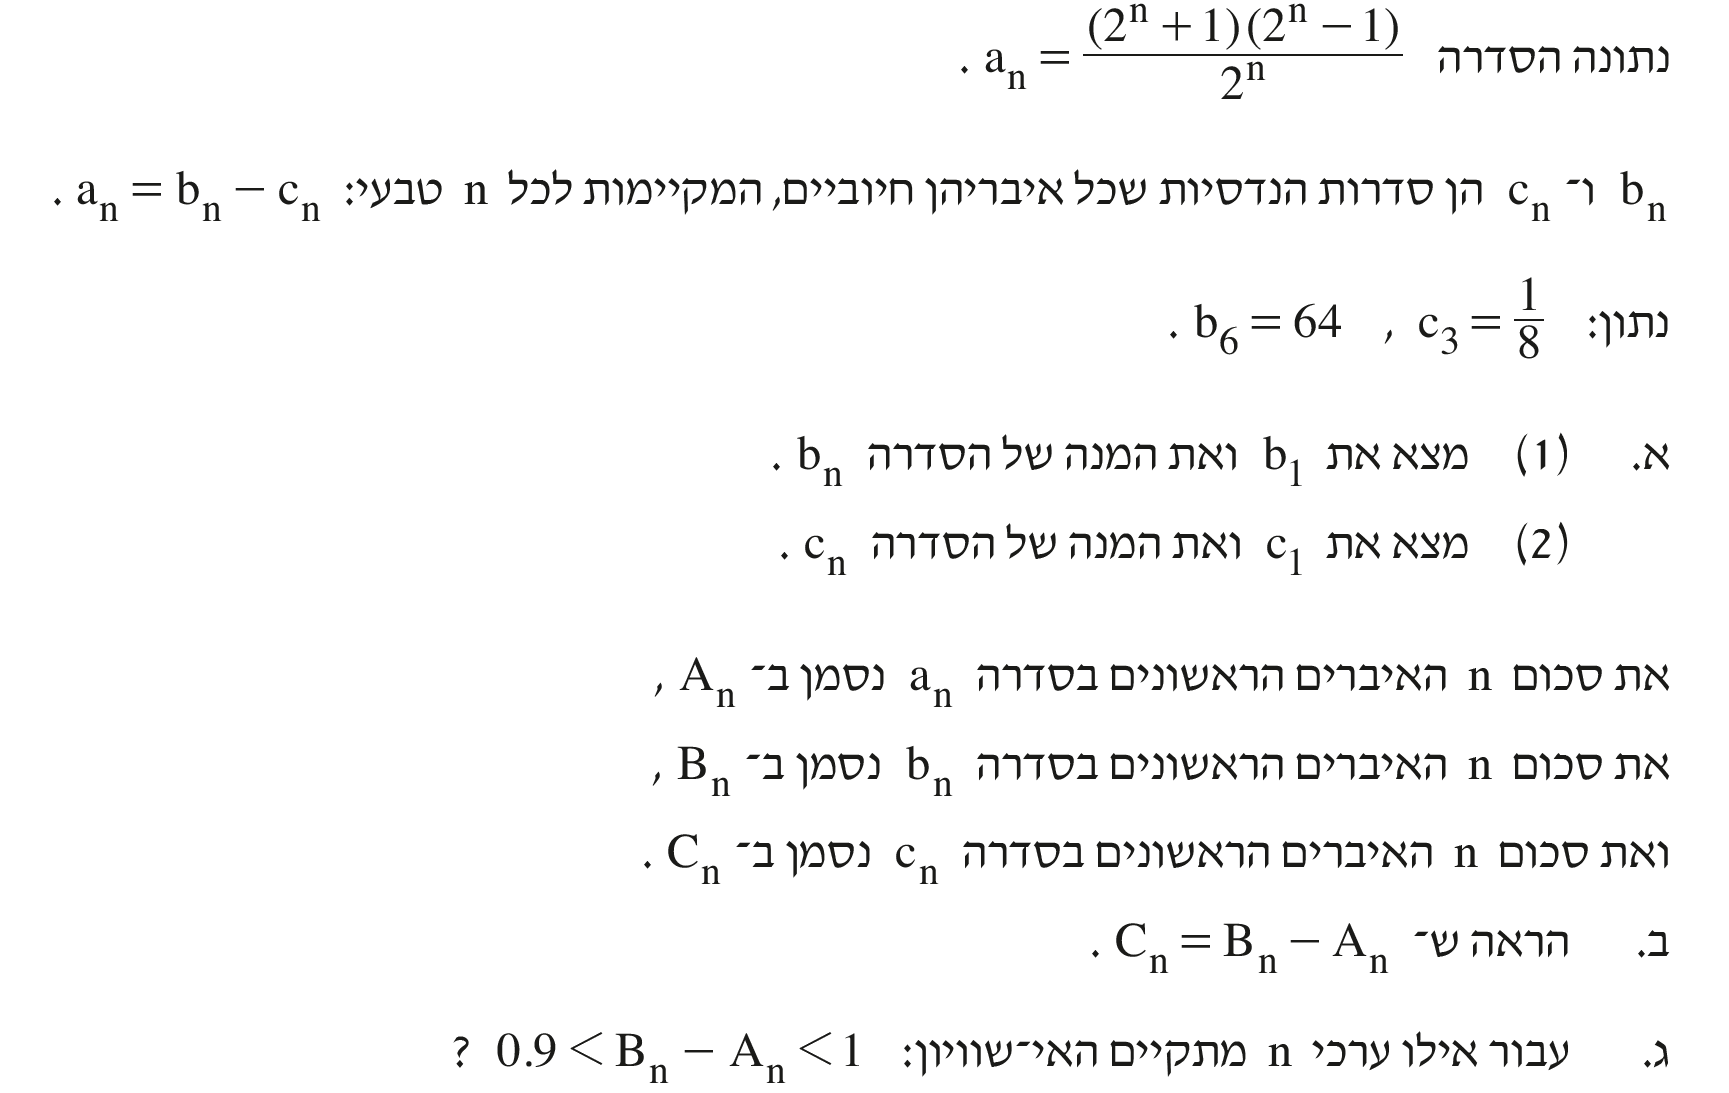 נתונה הסדרה a_n = \frac{(2^n + 1)(2^n - 1)}{2^n} .
b_n ו־ c_n הן סדרות הנדסיות שכל איבריהן חיוביים, המקיימות לכל n טבעי: a_n = b_n − c_n .
נתון: c_3 = \frac{1}{8} , b_6 = 64 .
א. (1) מצא את b_1 ואת המנה של הסדרה b_n .
(2) מצא את c_1 ואת המנה של הסדרה c_n .
את סכום n האיברים הראשונים בסדרה a_n נסמן ב־ A_n ,
את סכום n האיברים הראשונים בסדרה b_n נסמן ב־ B_n ,
ואת סכום n האיברים הראשונים בסדרה c_n נסמן ב־ C_n .
ב. הראה ש־ C_n = B_n − A_n .
ג. עבור אילו ערכי n מתקיים האי־שוויון: 0.9 < B_n − A_n < 1 ?